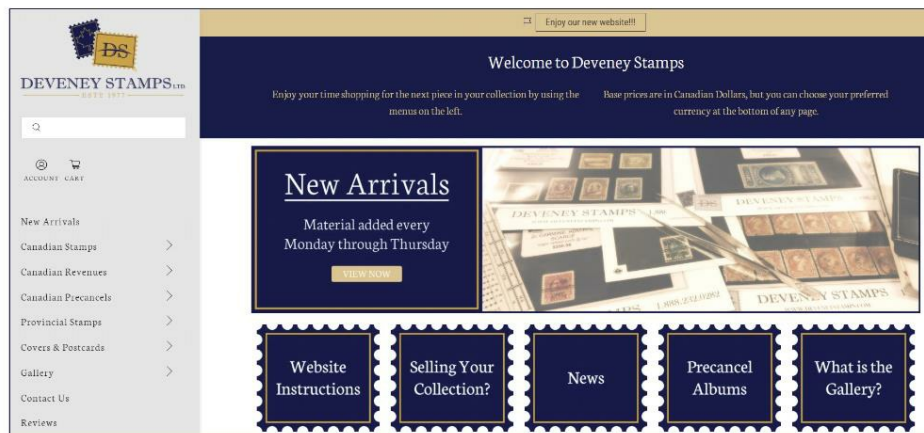 DS
DEVENEY STAMPS LTD
ESTD 1977
ACCOUNT CART
New Arrivals
Canadian Stamps
Canadian Revenues
Canadian Precancels
Provincial Stamps
Covers & Postcards
Gallery
Contact Us
Reviews
Enjoy our new website!!!
Welcome to Deveney Stamps
Enjoy your time shopping for the next piece in your collection by using the
menus on the left.
Base prices are in Canadian Dollars, but you can choose your preferred
currency at the bottom of any page.
New Arrivals
Material added every
Monday through Thursday
VIEW NOW
DEVENEY STAMPS
DEVENEY STAMPS
1.888.232.0282
Website
Instructions
Selling Your
Collection?
News
Precancel
Albums
What is the
Gallery?